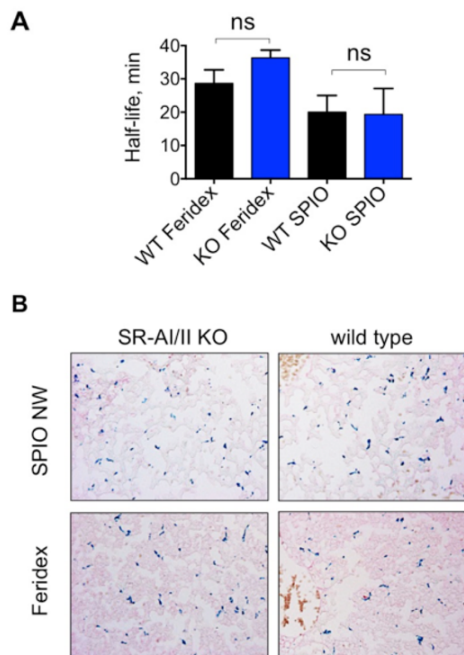 A
ns
ns
Half-life, min
40
30
20
10
0
WT Feridex
KO Feridex
WT SPIO
KO SPIO
B
SR-AI/II KO
wild type
SPIO NW
Feridex